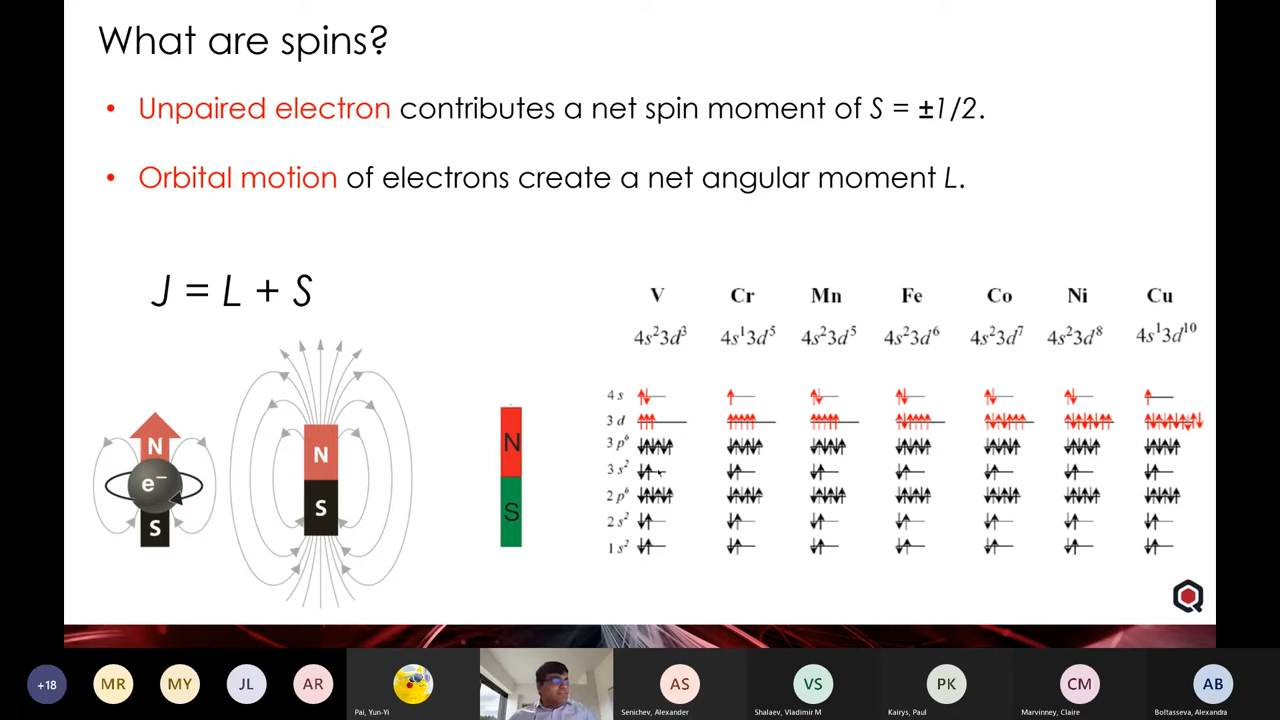 What are spins?
• Unpaired electron contributes a net spin moment of S = ±1/2.
• Orbital motion of electrons create a net angular moment L.
J = L + S
N
e⁻
S
N
S
N
S
V Cr Mn Fe Co Ni Cu
4s²3d³ 4s¹3d⁵ 4s²3d⁵ 4s²3d⁶ 4s²3d⁷ 4s²3d⁸ 4s¹3d¹⁰
4s
3d
3p⁶
3s²
2p⁶
2s²
1s²
+18 MR MY JL AR AS VS PK CM AB
Pai, Yun-Yi Senichev, Alexander Shalaev, Vladimir M Kairys, Paul Marvinney, Claire Boltasseva, Alexandra